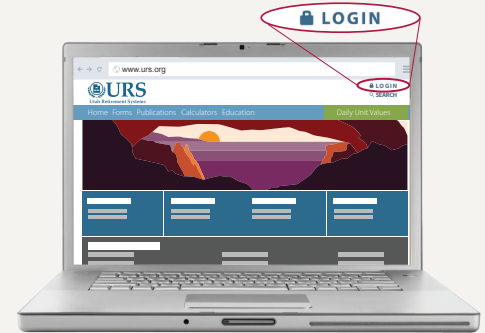 LOGIN
www.urs.org
URS
Utah Retirement Systems
LOGIN
SEARCH
Home Forms Publications Calculators Education Daily Unit Values